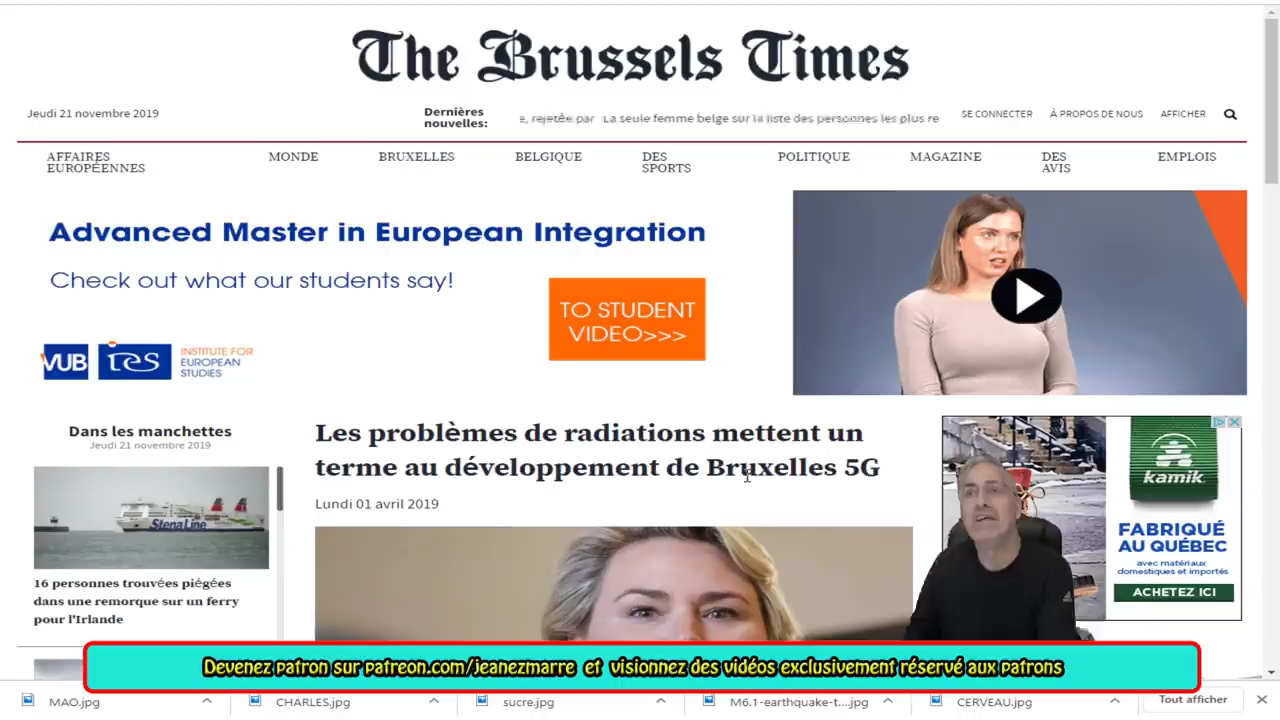 The Brussels Times
Jeudi 21 novembre 2019
Dernières
nouvelles:
e, rejetée par La seule femme belge sur la liste des personnes les plus re
SE CONNECTER
À PROPOS DE NOUS
AFFICHER
AFFAIRES
EUROPÉENNES
MONDE
BRUXELLES
BELGIQUE
DES
SPORTS
POLITIQUE
MAGAZINE
DES
AVIS
EMPLOIS
Advanced Master in European Integration
Check out what our students say!
TO STUDENT
VIDEO>>>
VUB
ies
INSTITUTE FOR
EUROPEAN
STUDIES
Dans les manchettes
Jeudi 21 novembre 2019
StenaLine
16 personnes trouvées piégées
dans une remorque sur un ferry
pour l'Irlande
Les problèmes de radiations mettent un
terme au développement de Bruxelles 5G
Lundi 01 avril 2019
kamik
FABRIQUÉ
AU QUÉBEC
avec matériaux
domestiques et importés
ACHETEZ ICI
Devenez patron sur patreon.com/jeanezmarre et visionnez des vidéos exclusivement réservé aux patrons
MAO.jpg
CHARLES.jpg
sucre.jpg
M6.1-earthquake-t....jpg
CERVEAU.jpg
Tout afficher